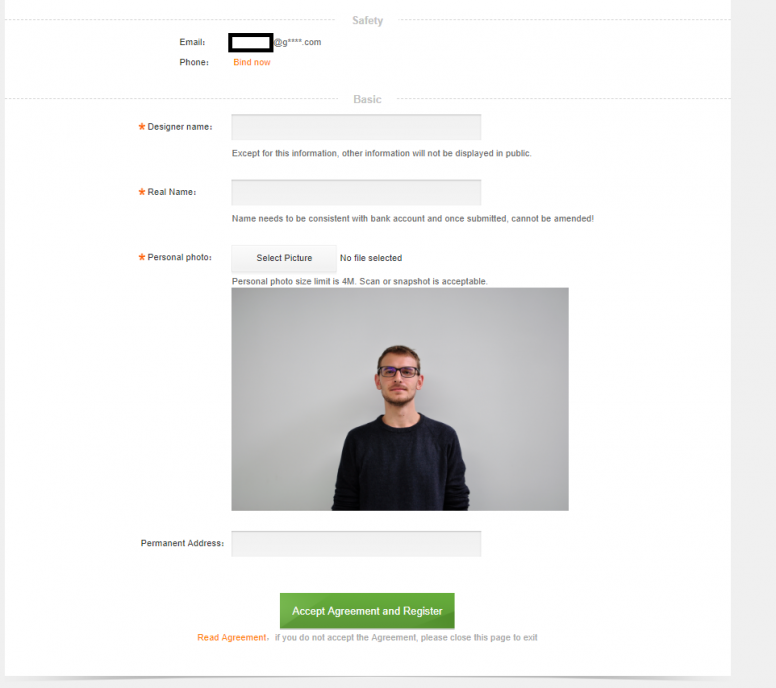 Safety
Email: @g****.com
Phone: Bind now
Basic
* Designer name:
Except for this information, other information will not be displayed in public.
* Real Name:
Name needs to be consistent with bank account and once submitted, cannot be amended!
* Personal photo: Select Picture No file selected
Personal photo size limit is 4M. Scan or snapshot is acceptable.
Permanent Address:
Accept Agreement and Register
Read Agreement, if you do not accept the Agreement, please close this page to exit